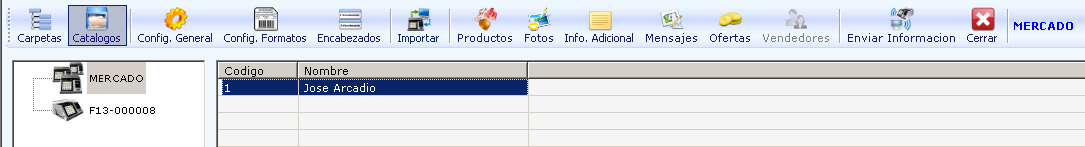 Carpetas Catalogos Config. General Config. Formatos Encabezados Importar Productos Fotos Info. Adicional Mensajes Ofertas Vendedores Enviar Informacion Cerrar MERCADO
MERCADO
F13-000008
Codigo Nombre
1 Jose Arcadio